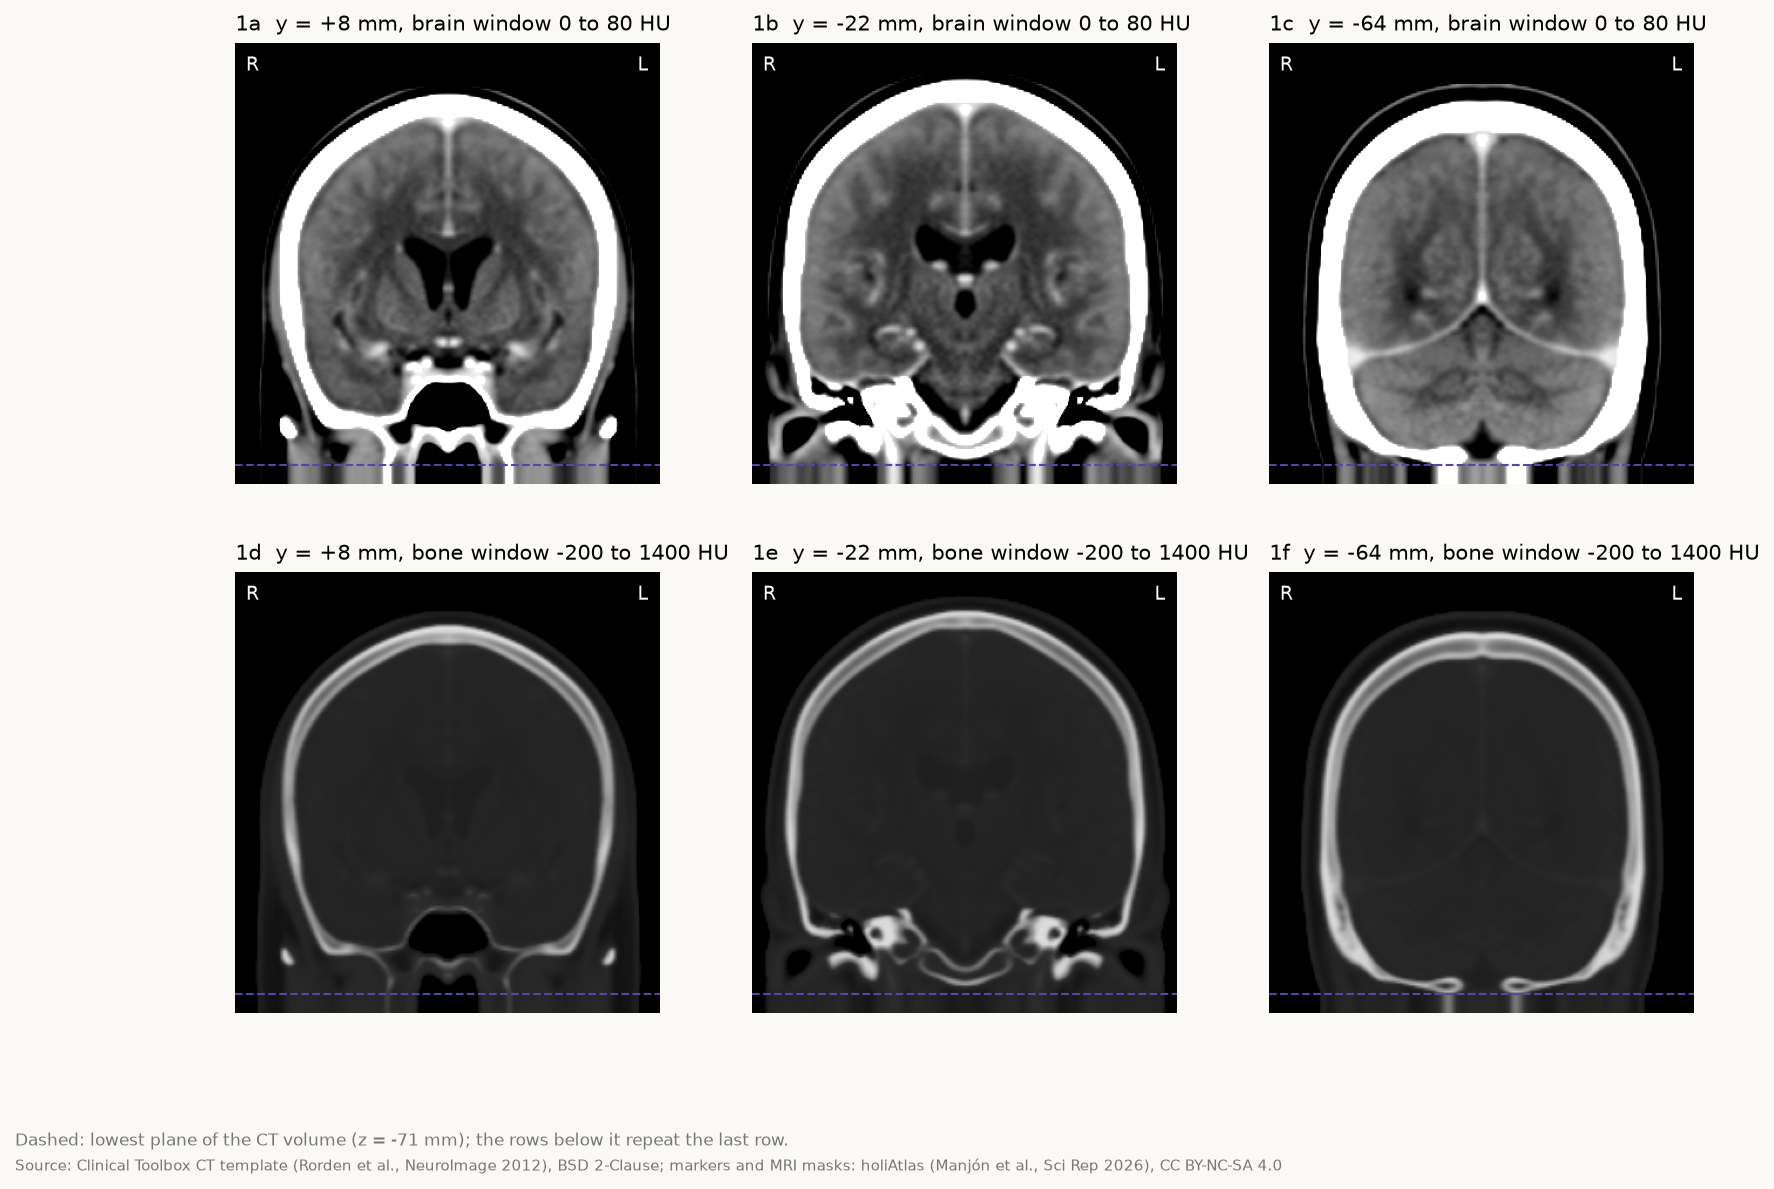 1a  y = +8 mm, brain window 0 to 80 HU
1b  y = -22 mm, brain window 0 to 80 HU
1c  y = -64 mm, brain window 0 to 80 HU
R L
R L
R L
1d  y = +8 mm, bone window -200 to 1400 HU
1e  y = -22 mm, bone window -200 to 1400 HU
1f  y = -64 mm, bone window -200 to 1400 HU
R L
R L
R L
Dashed: lowest plane of the CT volume (z = -71 mm); the rows below it repeat the last row.
Source: Clinical Toolbox CT template (Rorden et al., NeuroImage 2012), BSD 2-Clause; markers and MRI masks: holiAtlas (Manjón et al., Sci Rep 2026), CC BY-NC-SA 4.0